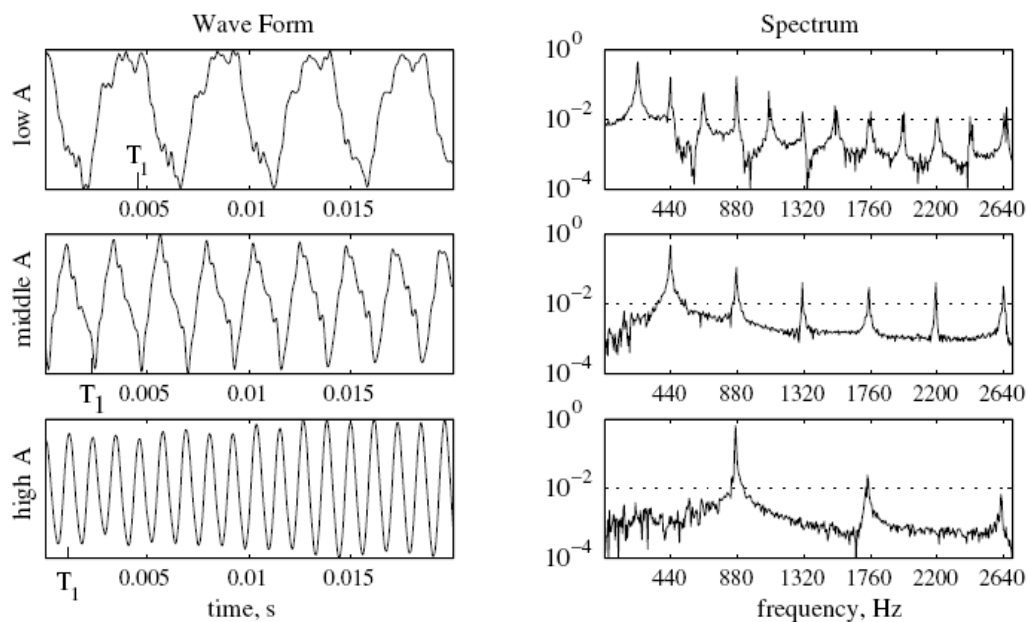 Wave Form
Spectrum
low A
T1
0.005 0.01 0.015
10^0
10^-2
10^-4
440 880 1320 1760 2200 2640
middle A
T1
0.005 0.01 0.015
10^0
10^-2
10^-4
440 880 1320 1760 2200 2640
high A
T1
0.005 0.01 0.015
time, s
10^0
10^-2
10^-4
440 880 1320 1760 2200 2640
frequency, Hz